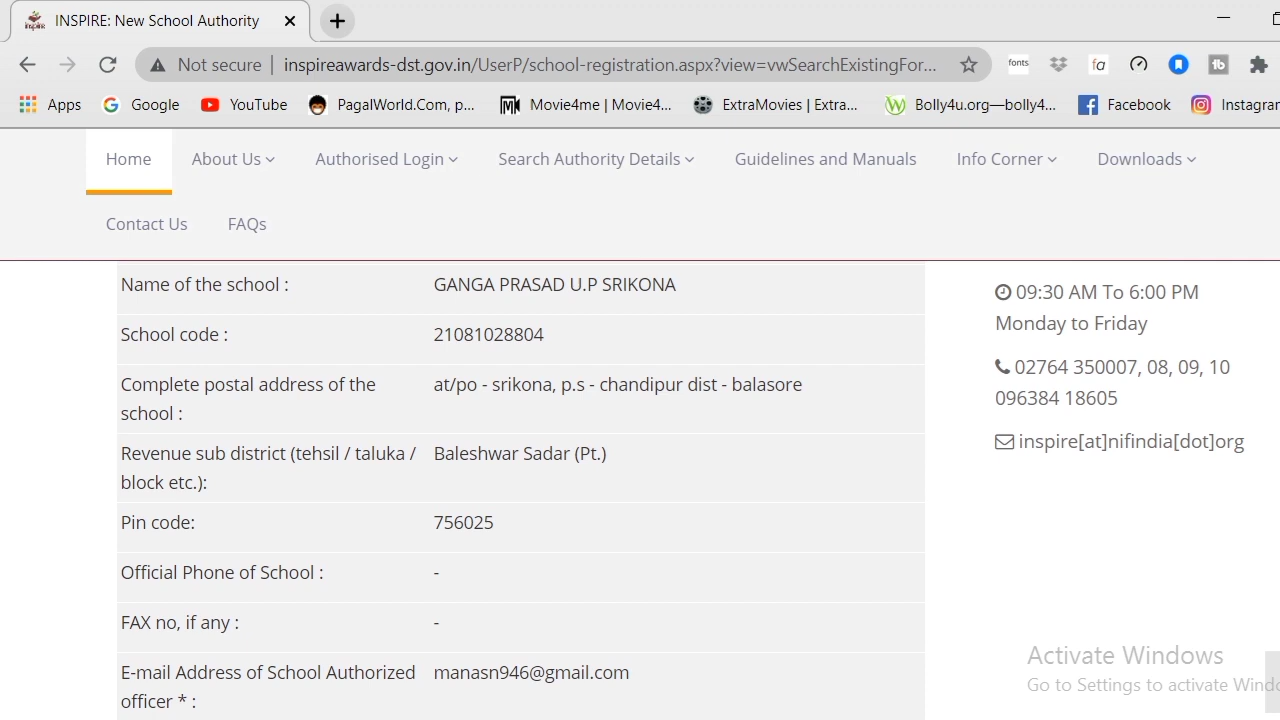 INSPIRE: New School Authority
Not secure | inspireawards-dst.gov.in/UserP/school-registration.aspx?view=vwSearchExistingFor...
fonts fa tb
Apps Google YouTube PagalWorld.Com, p... Movie4me | Movie4... ExtraMovies | Extra... Bolly4u.org—bolly4... Facebook Instagran
Home About Us Authorised Login Search Authority Details Guidelines and Manuals Info Corner Downloads
Contact Us FAQs
Name of the school : GANGA PRASAD U.P SRIKONA
School code : 21081028804
Complete postal address of the school : at/po - srikona, p.s - chandipur dist - balasore
Revenue sub district (tehsil / taluka / block etc.): Baleshwar Sadar (Pt.)
Pin code: 756025
Official Phone of School : -
FAX no, if any : -
E-mail Address of School Authorized officer * : manasn946@gmail.com
09:30 AM To 6:00 PM
Monday to Friday
02764 350007, 08, 09, 10
096384 18605
inspire[at]nifindia[dot]org
Activate Windows
Go to Settings to activate Windo